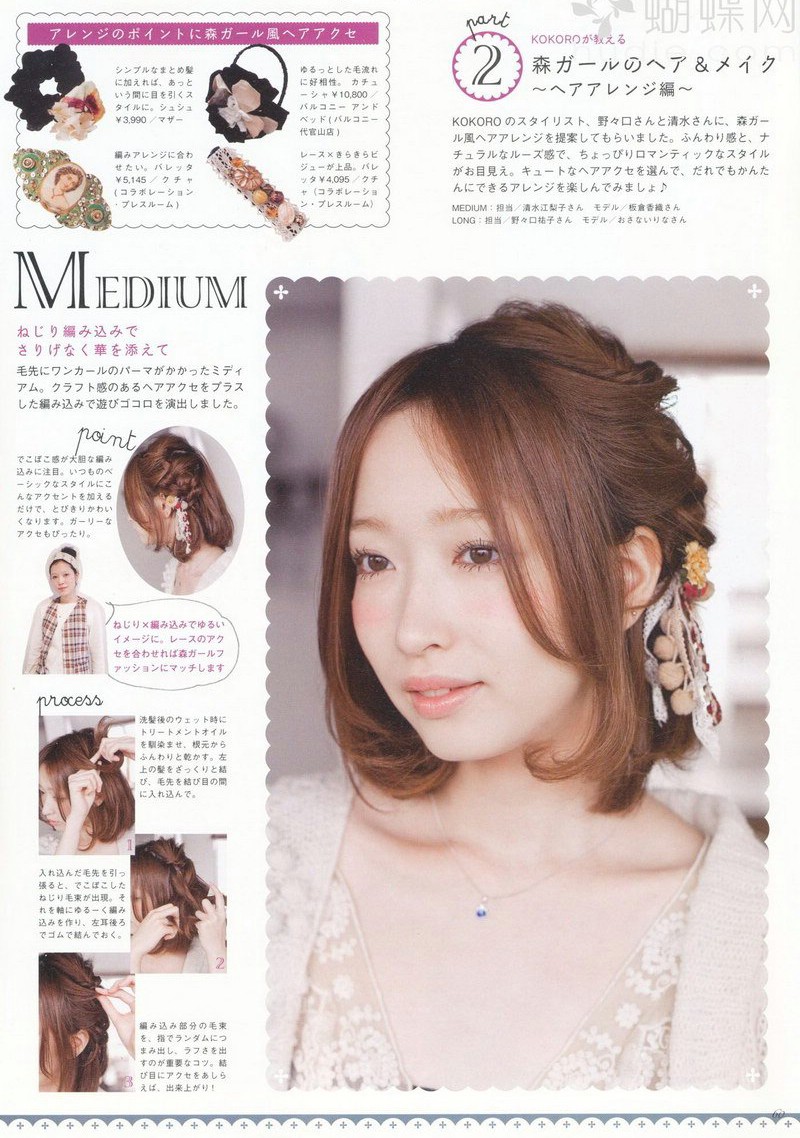 アレンジのポイントに森ガール風ヘアアクセ
シンプルなまとめ髪
に加えれば、あっと
いう間に目を引くス
タイルに。シュシュ
¥3,990／マザー
ゆるっとした毛流れ
に好相性。 カチュ
ーシャ¥10,800／
バルコニー アンド
ベッド(バルコニー
代官山店)
編みアレンジに合わ
せたい。バレッタ
¥5,145／クチャ
(コラボレーション
・プレスルーム)
レース×きらきらビ
ジューが上品。バレ
ッタ¥4,095／クチ
ャ（コラボレーショ
ン・プレスルーム）
蝴蝶网
part
2
KOKOROが教える
森ガールのヘア＆メイク
〜ヘアアレンジ編〜
KOKOROのスタイリスト、野々口さんと清水さんに、森ガー
ル風ヘアアレンジを提案してもらいました。ふんわり感と、ナ
チュラルなルーズ感で、ちょっぴりロマンティックなスタイル
がお目見え。キュートなヘアアクセを選んで、だれでもかんた
んにできるアレンジを楽しんでみましょ♪
MEDIUM：担当／清水江梨子さん　モデル／板倉香織さん
LONG：担当／野々口祐子さん　モデル／おさないりなさん
MEDIUM
ねじり編み込みで
さりげなく華を添えて
毛先にワンカールのパーマがかかったミディ
アム。クラフト感のあるヘアアクセをプラス
した編み込みで遊びゴコロを演出しました。
point
でこぼこ感が大胆な編み
込みに注目。いつものベ
ーシックなスタイルにこ
んなアクセントを加える
だけで、とびきりかわい
くなります。ガーリーな
アクセもぴったり。
ねじり×編み込みでゆるい
イメージに。レースのアク
セを合わせれば森ガールフ
ァッションにマッチします
process
洗髪後のウェット時に
トリートメントオイル
を馴染ませ、根元から
ふんわりと乾かす。左
上の髪をざっくりと結
び、毛先を結び目の間
に入れ込んで。
1
入れ込んだ毛先を引っ
張ると、でこぼこした
ねじり毛束が出現。そ
れを軸にゆるーく編み
込みを作り、左耳後ろ
でゴムで結んでおく。
2
編み込み部分の毛束
を、指でランダムにつ
まみ出し、ラフさを出
すのが重要なコツ。結
び目にアクセをあしら
えば、出来上がり！
3